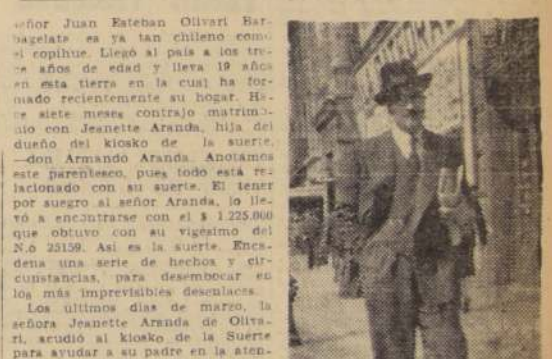 señor Juan Esteban Olivari Bar-
bagelata es ya tan chileno como
el copihue. Llegó al país a los tre-
ce años de edad y lleva 19 años
en esta tierra en la cual ha for-
mado recientemente su hogar. Ha-
ce siete meses contrajo matrimo-
nio con Jeanette Aranda, hija del
dueño del kiosko de la suerte,
—don Armando Aranda. Anotamos
este parentesco, pues todo está re-
lacionado con su suerte. El tener
por suegro al señor Aranda, lo lle-
vó a encontrarse con el $ 1.225.000
que obtuvo con su vigésimo del
N.o 25159. Así es la suerte. Enca-
dena una serie de hechos y cir-
cunstancias, para desembocar en
los más imprevisibles desenlaces.
Los últimos días de marzo, la
señora Jeanette Aranda de Oliva-
ri, acudió al kiosko de la Suerte
para ayudar a su padre en la aten-